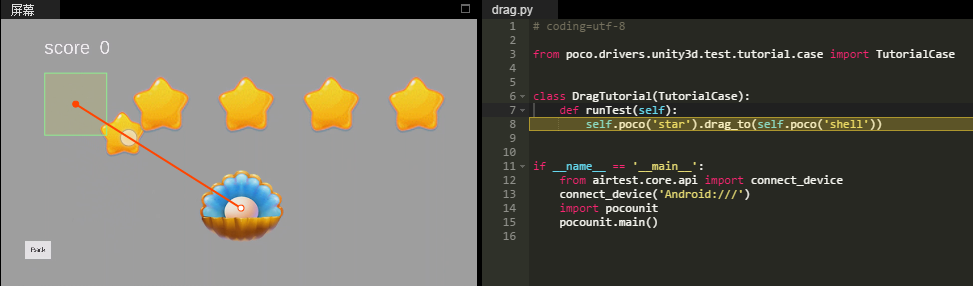 屏幕
score 0
Back
drag.py
1 # coding=utf-8
2
3 from poco.drivers.unity3d.test.tutorial.case import TutorialCase
4
5
6 class DragTutorial(TutorialCase):
7 def runTest(self):
8 self.poco('star').drag_to(self.poco('shell'))
9
10
11 if __name__ == '__main__':
12 from airtest.core.api import connect_device
13 connect_device('Android:///')
14 import pocounit
15 pocounit.main()
16